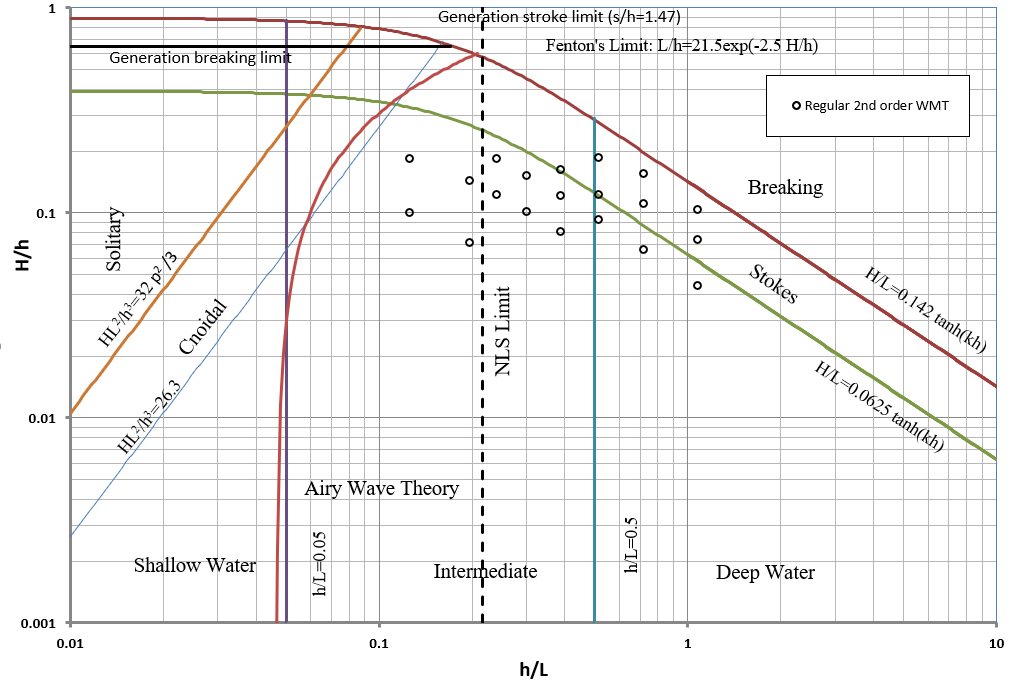 Generation stroke limit (s/h=1.47)
Fenton's Limit: L/h=21.5exp(-2.5 H/h)
Generation breaking limit
Regular 2nd order WMT
Breaking
Solitary
HL²/h³=32 p² /3
Cnoidal
HL²/h³=26.3
NLS Limit
Stokes
H/L=0.142 tanh(kh)
H/L=0.0625 tanh(kh)
Airy Wave Theory
Shallow Water
h/L=0.05
Intermediate
h/L=0.5
Deep Water
H/h
1
0.1
0.01
0.001
0.01
0.1
1
10
h/L